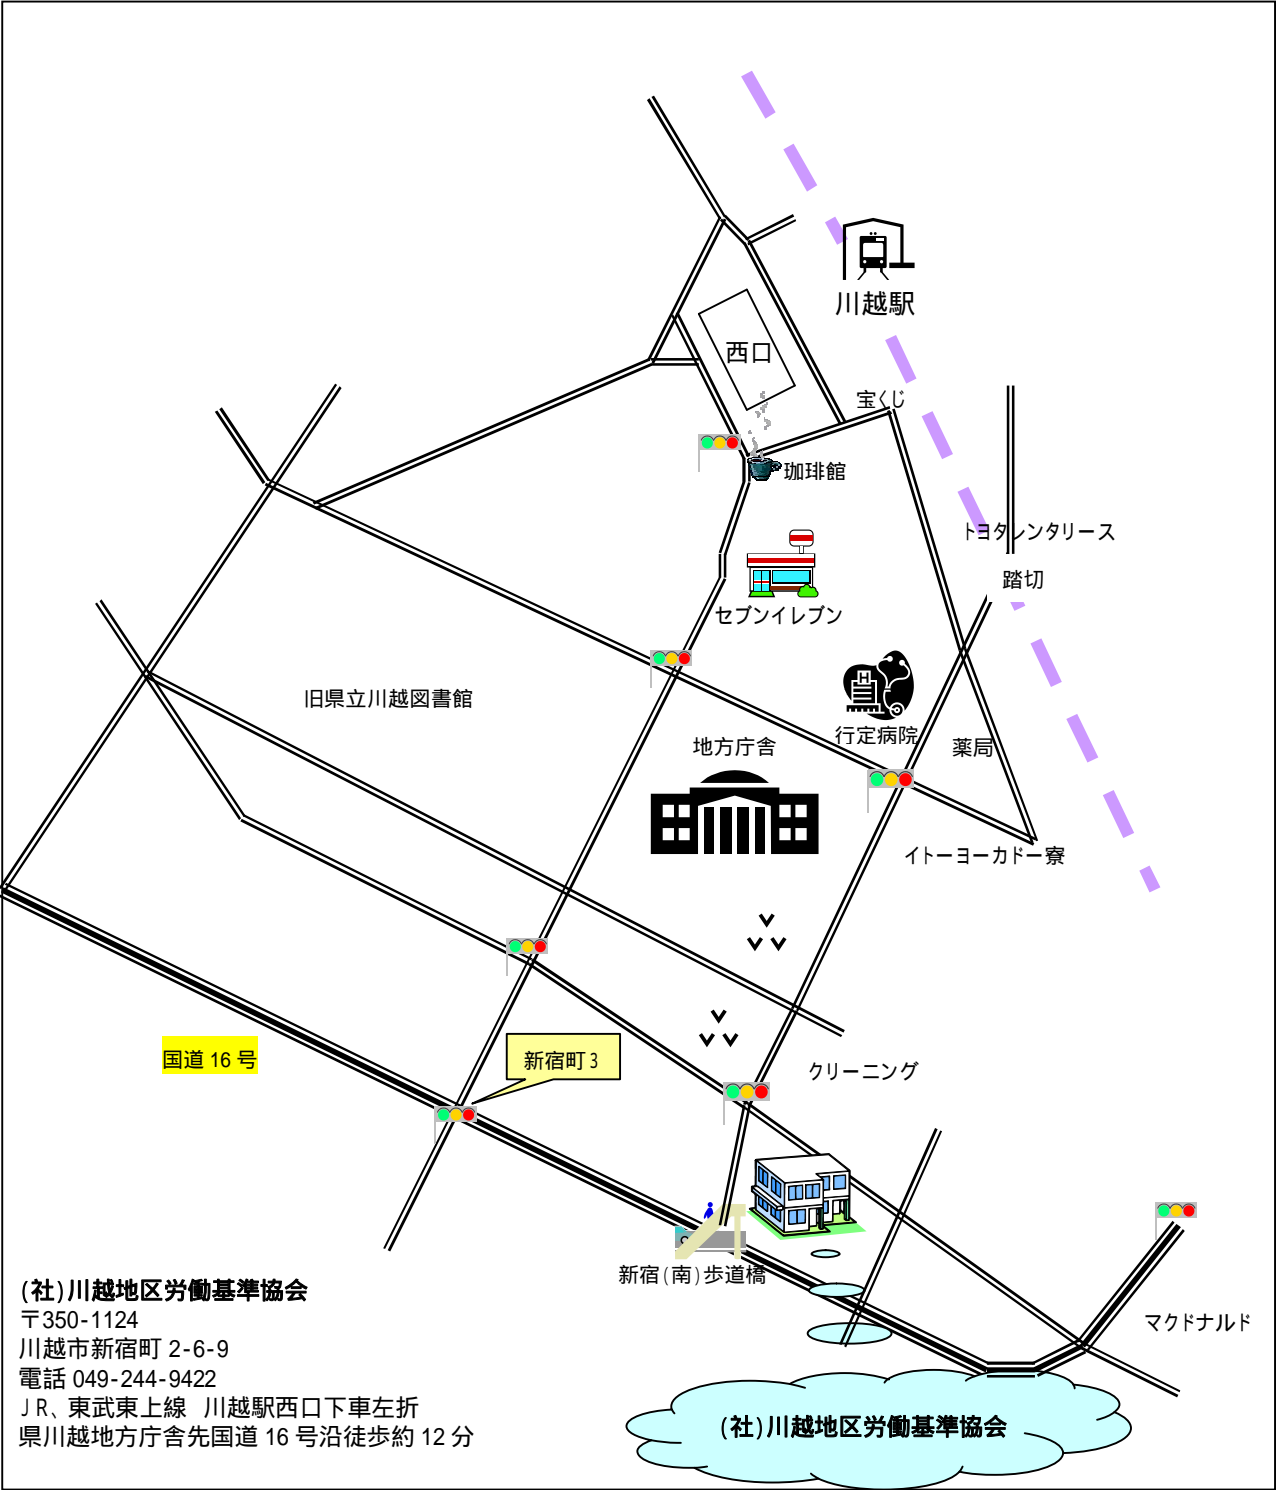 川越駅
西口
宝くじ
珈琲館
トヨタレンタリース
踏切
セブンイレブン
旧県立川越図書館
行定病院
地方庁舎
薬局
イトーヨーカドー寮
国道 16 号
新宿町 3
クリーニング
新宿(南)歩道橋
マクドナルド
(社)川越地区労働基準協会
〒350-1124
川越市新宿町 2-6-9
電話 049-244-9422
JR、東武東上線 川越駅西口下車左折
県川越地方庁舎先国道 16 号沿徒歩約 12 分
(社)川越地区労働基準協会